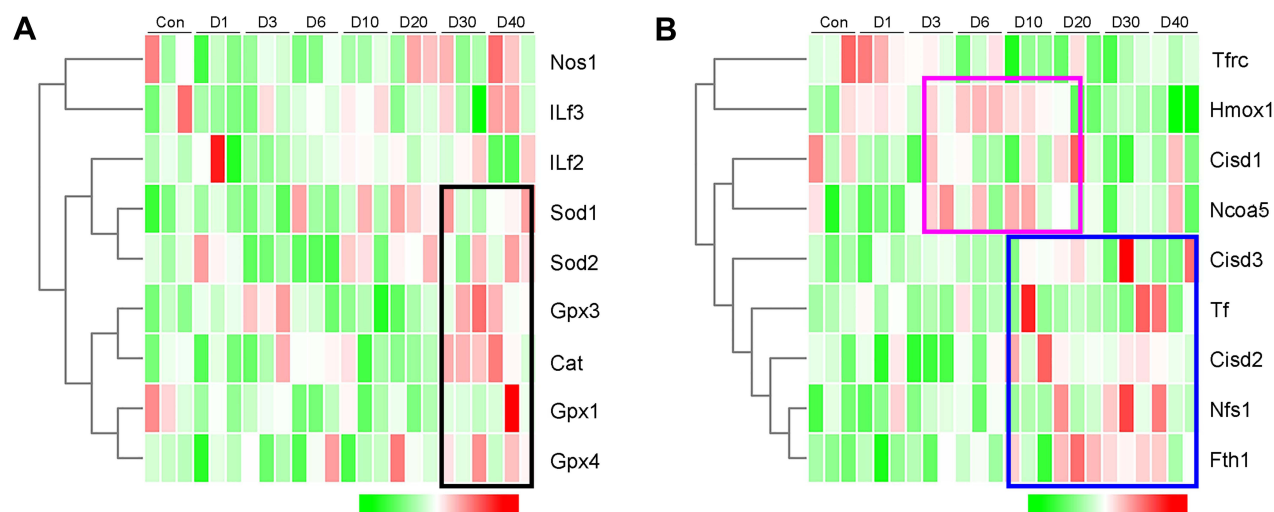 A
Con D1 D3 D6 D10 D20 D30 D40
Nos1
ILf3
ILf2
Sod1
Sod2
Gpx3
Cat
Gpx1
Gpx4
B
Con D1 D3 D6 D10 D20 D30 D40
Tfrc
Hmox1
Cisd1
Ncoa5
Cisd3
Tf
Cisd2
Nfs1
Fth1